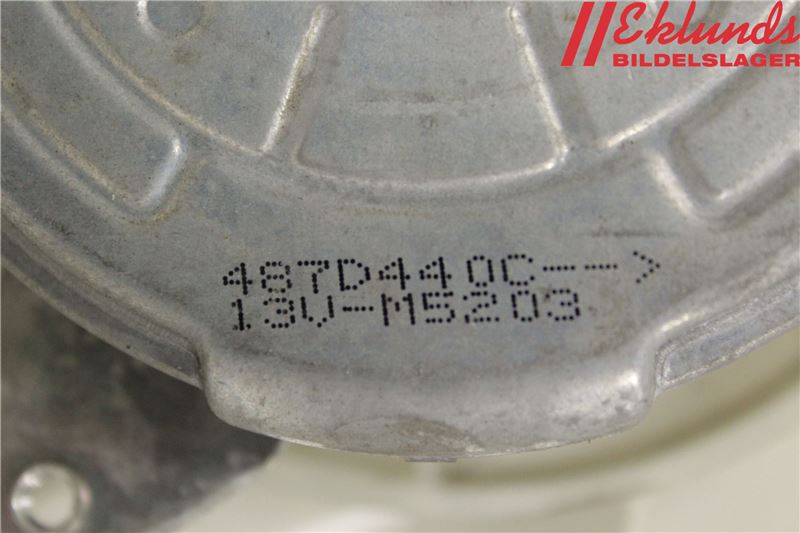 //Eklunds
BILDELSLAGER
487D440C-->
13V-M5203